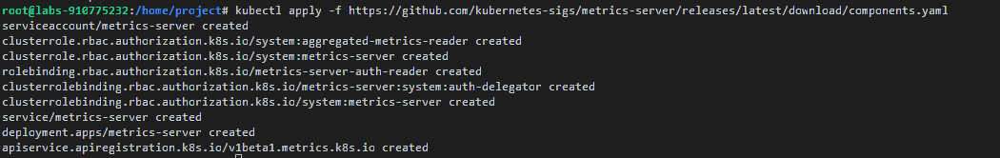 root@labs-910775232:/home/project# kubectl apply -f https://github.com/kubernetes-sigs/metrics-server/releases/latest/download/components.yaml
serviceaccount/metrics-server created
clusterrole.rbac.authorization.k8s.io/system:aggregated-metrics-reader created
clusterrole.rbac.authorization.k8s.io/system:metrics-server created
rolebinding.rbac.authorization.k8s.io/metrics-server-auth-reader created
clusterrolebinding.rbac.authorization.k8s.io/metrics-server:system:auth-delegator created
clusterrolebinding.rbac.authorization.k8s.io/system:metrics-server created
service/metrics-server created
deployment.apps/metrics-server created
apiservice.apiregistration.k8s.io/v1beta1.metrics.k8s.io created